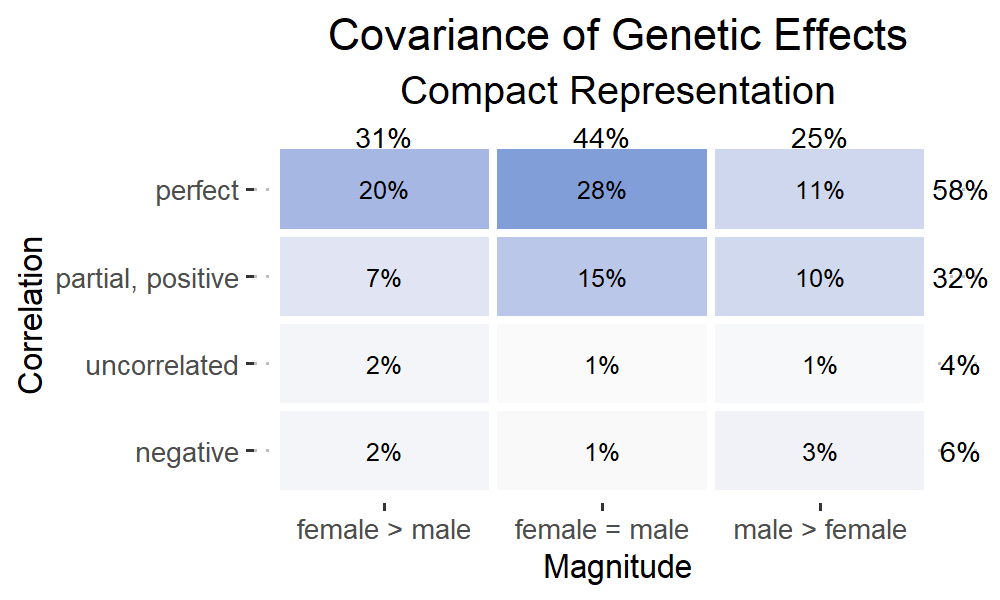 Covariance of Genetic Effects
Compact Representation
31% 44% 25%
perfect 20% 28% 11% 58%
partial, positive 7% 15% 10% 32%
uncorrelated 2% 1% 1% 4%
negative 2% 1% 3% 6%
female > male female = male male > female
Magnitude
Correlation